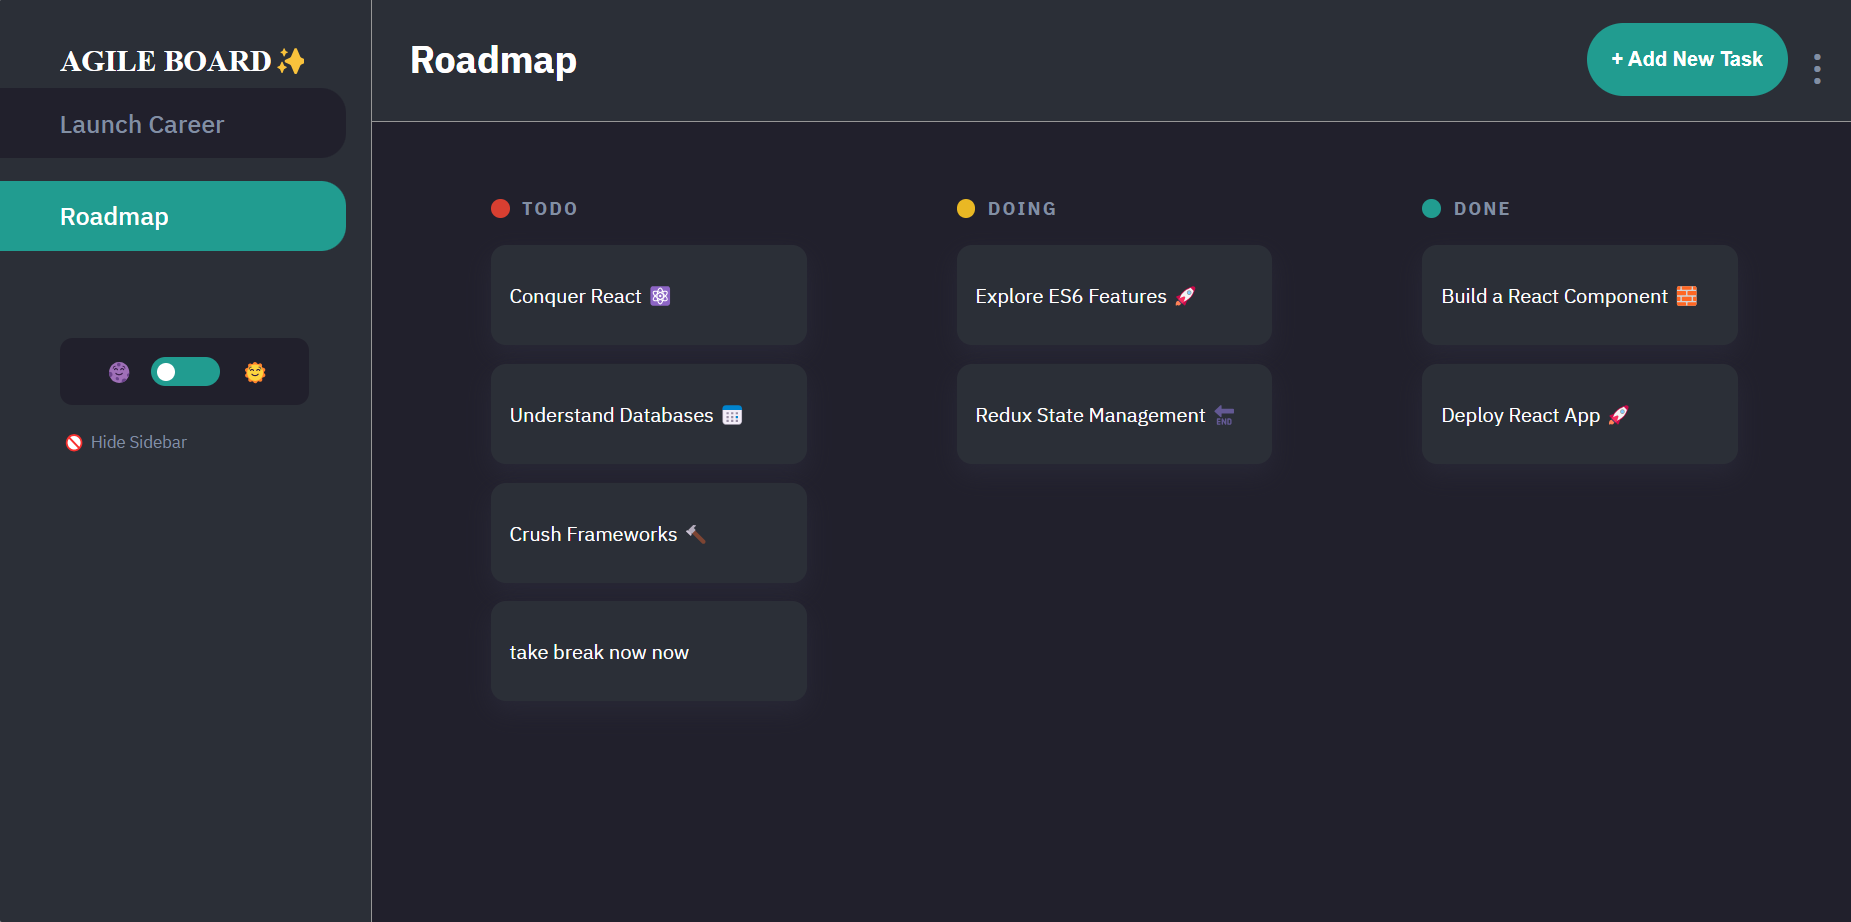 AGILE BOARD✨
Launch Career
Roadmap
Hide Sidebar
Roadmap
+ Add New Task
TODO
Conquer React ⚛️
Understand Databases 🗓️
Crush Frameworks 🔨
take break now now
DOING
Explore ES6 Features 🚀
Redux State Management 🔚
DONE
Build a React Component 🧱
Deploy React App 🚀